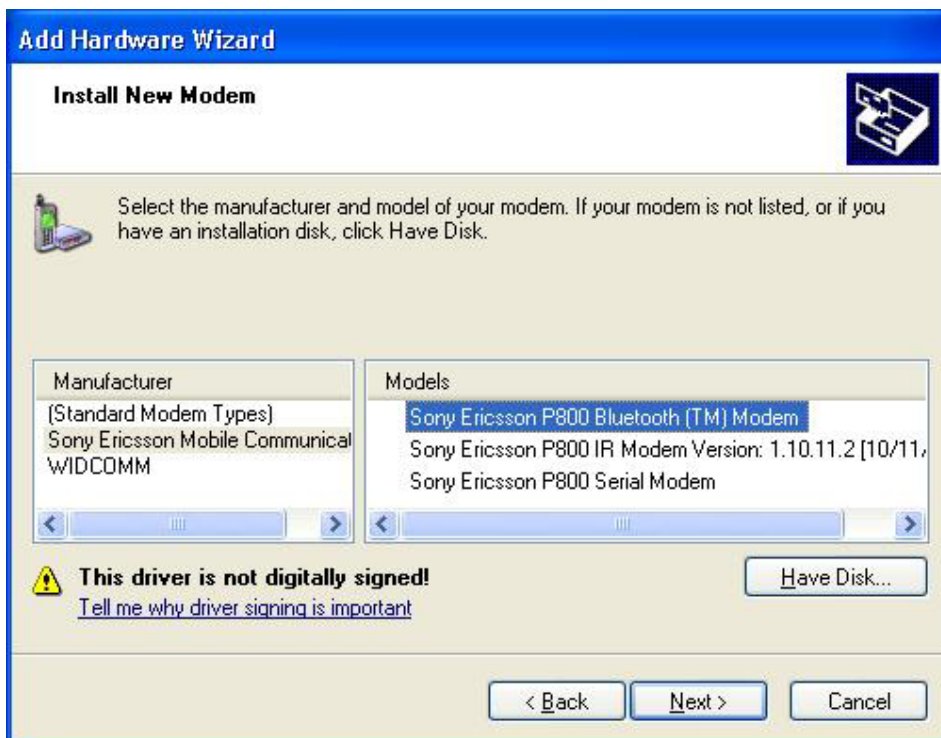 Add Hardware Wizard
Install New Modem
Select the manufacturer and model of your modem. If your modem is not listed, or if you
have an installation disk, click Have Disk.
Manufacturer
(Standard Modem Types)
Sony Ericsson Mobile Communical
WIDCOMM
Models
Sony Ericsson P800 Bluetooth (TM) Modem
Sony Ericsson P800 IR Modem Version: 1.10.11.2 [10/11/
Sony Ericsson P800 Serial Modem
This driver is not digitally signed!
Tell me why driver signing is important
Have Disk...
< Back
Next >
Cancel